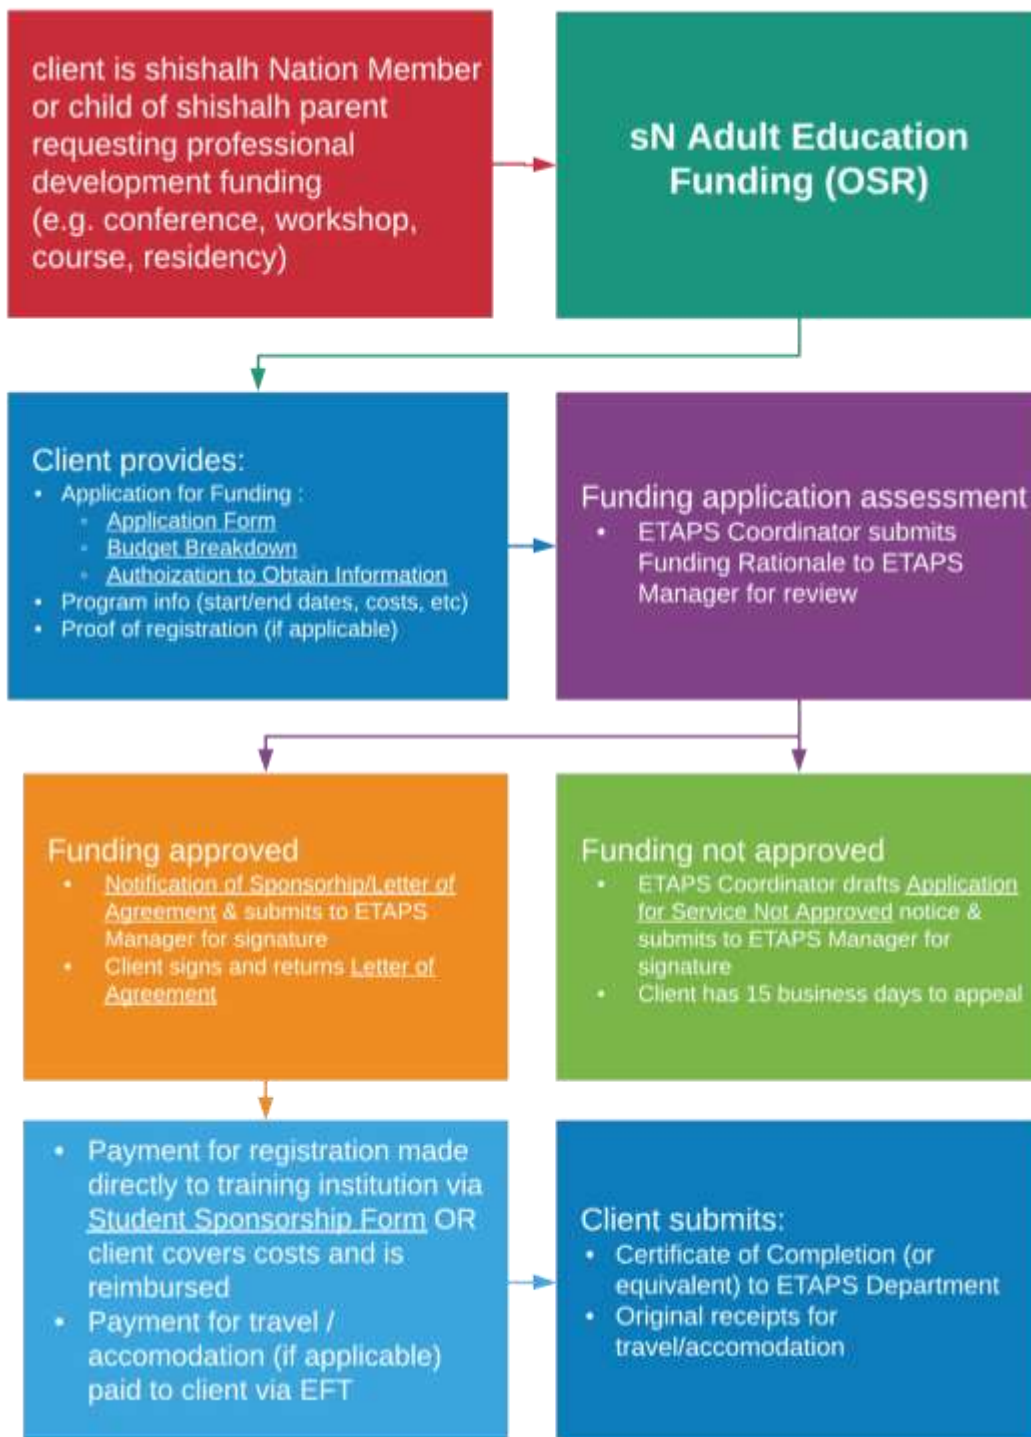 client is shishalh Nation Member
or child of shishalh parent
requesting professional
development funding
(e.g. conference, workshop,
course, residency)
sN Adult Education
Funding (OSR)
Client provides:
• Application for Funding :
◦ Application Form
◦ Budget Breakdown
◦ Authoization to Obtain Information
• Program info (start/end dates, costs, etc)
• Proof of registration (if applicable)
Funding application assessment
• ETAPS Coordinator submits
Funding Rationale to ETAPS
Manager for review
Funding approved
• Notification of Sponsorhip/Letter of
Agreement & submits to ETAPS
Manager for signature
• Client signs and returns Letter of
Agreement
Funding not approved
• ETAPS Coordinator drafts Application
for Service Not Approved notice &
submits to ETAPS Manager for
signature
• Client has 15 business days to appeal
• Payment for registration made
directly to training institution via
Student Sponsorship Form OR
client covers costs and is
reimbursed
• Payment for travel /
accomodation (if applicable)
paid to client via EFT
Client submits:
• Certificate of Completion (or
equivalent) to ETAPS Department
• Original receipts for
travel/accomodation